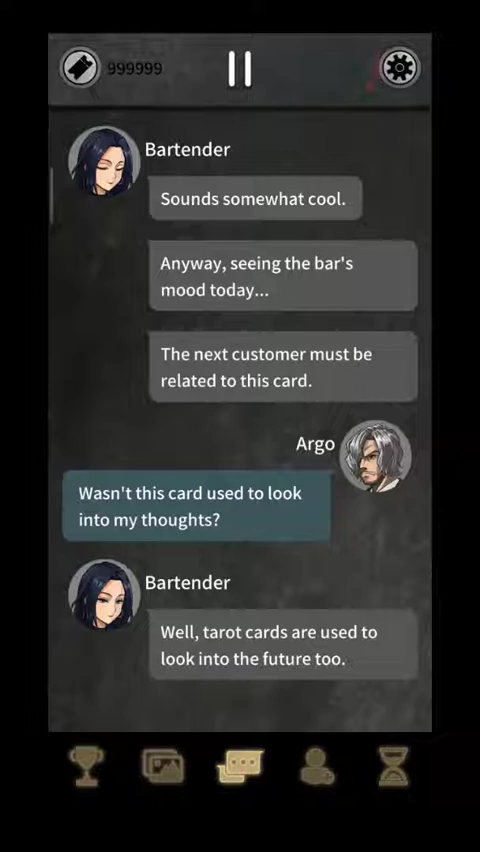 999999
Bartender
Sounds somewhat cool.
Anyway, seeing the bar's
mood today...
The next customer must be
related to this card.
Argo
Wasn't this card used to look
into my thoughts?
Bartender
Well, tarot cards are used to
look into the future too.